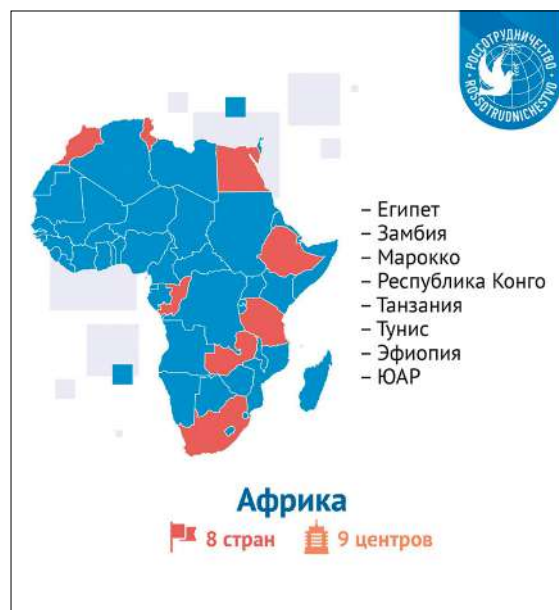 РОССОТРУДНИЧЕСТВО
ROSSOTRUDNICHESTVO
– Египет
– Замбия
– Марокко
– Республика Конго
– Танзания
– Тунис
– Эфиопия
– ЮАР
Африка
8 стран
9 центров